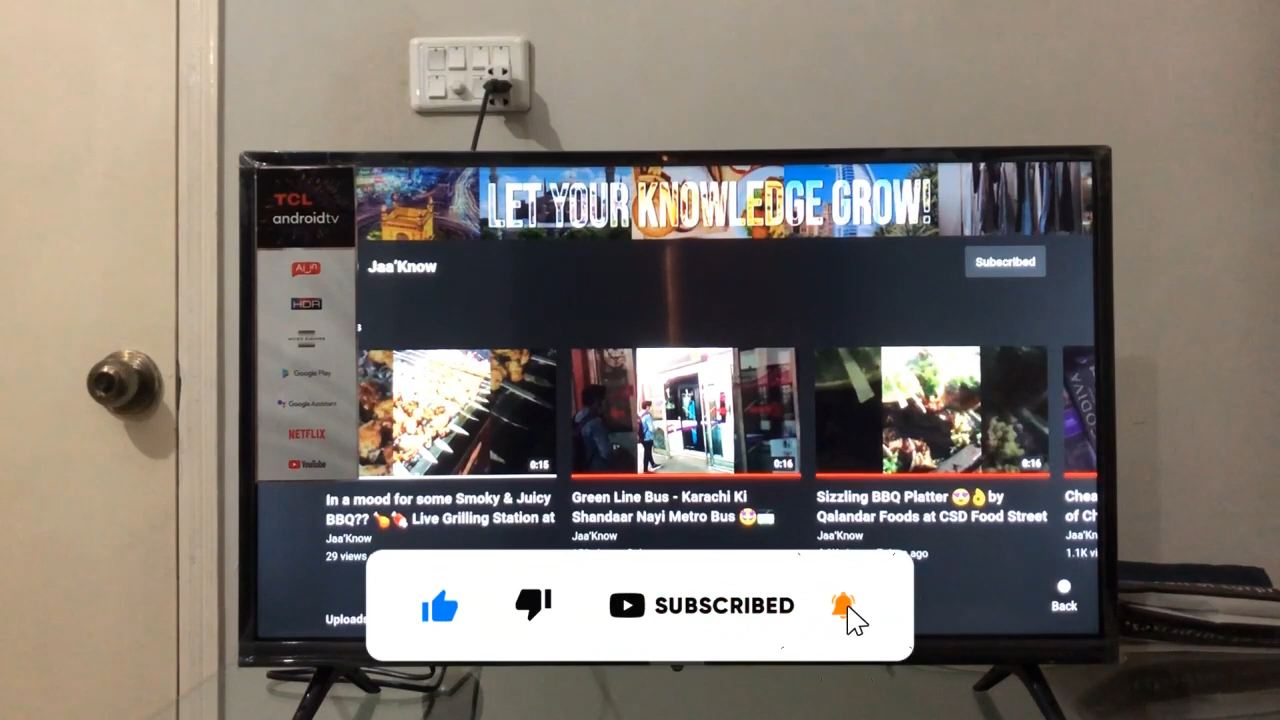 LET YOUR KNOWLEDGE GROW!
TCL
androidtv
Jaa'Know
Subscribed
HDR
Google Play
Google Assistant
NETFLIX
YouTube
0:15
0:16
0:16
In a mood for some Smoky & Juicy
BBQ?? 🍗🍖 Live Grilling Station at
Jaa'Know
29 views
Green Line Bus - Karachi Ki
Shandaar Nayi Metro Bus 😍🚌
Jaa'Know
Sizzling BBQ Platter 😍👌by
Qalandar Foods at CSD Food Street
Jaa'Know
ago
Chea
of Ch
Jaa'Kn
1.1K vi
Back
Uploads
SUBSCRIBED